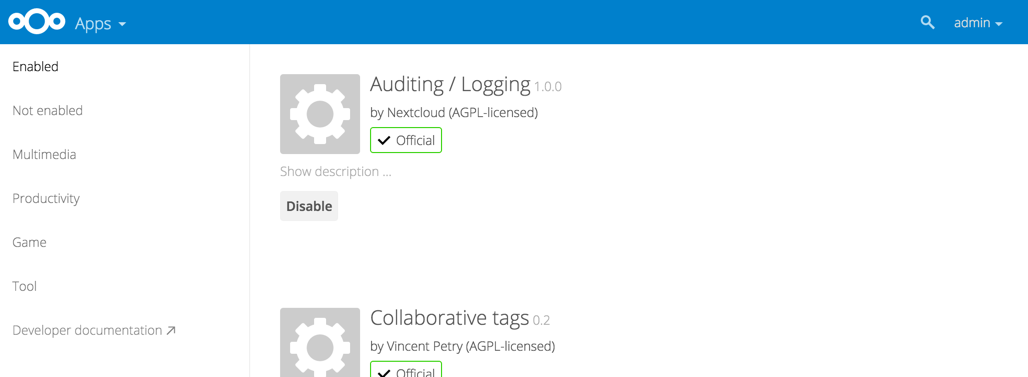 Apps
admin
Enabled
Not enabled
Multimedia
Productivity
Game
Tool
Developer documentation
Auditing / Logging 1.0.0
by Nextcloud (AGPL-licensed)
Official
Show description ...
Disable
Collaborative tags 0.2
by Vincent Petry (AGPL-licensed)
Official